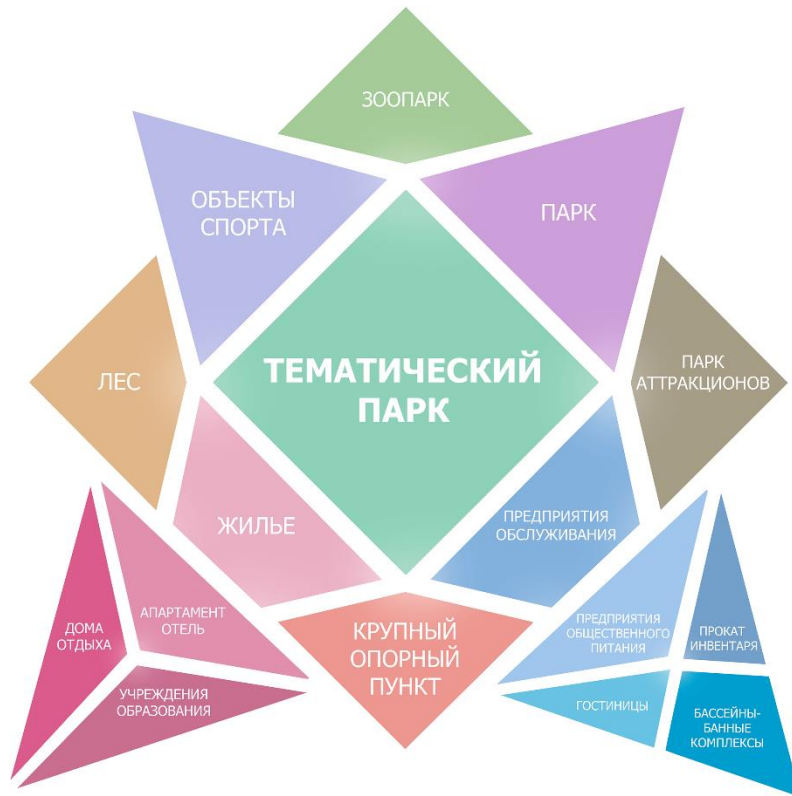 ЗООПАРК
ОБЪЕКТЫ
СПОРТА
ПАРК
ЛЕС
ТЕМАТИЧЕСКИЙ
ПАРК
ПАРК
АТТРАКЦИОНОВ
ЖИЛЬЕ
ПРЕДПРИЯТИЯ
ОБСЛУЖИВАНИЯ
ДОМА
ОТДЫХА
АПАРТАМЕНТ
ОТЕЛЬ
УЧРЕЖДЕНИЯ
ОБРАЗОВАНИЯ
КРУПНЫЙ
ОПОРНЫЙ
ПУНКТ
ПРЕДПРИЯТИЯ
ОБЩЕСТВЕННОГО
ПИТАНИЯ
ПРОКАТ
ИНВЕНТАРЯ
ГОСТИНИЦЫ
БАССЕЙНЫ-
БАННЫЕ
КОМПЛЕКСЫ